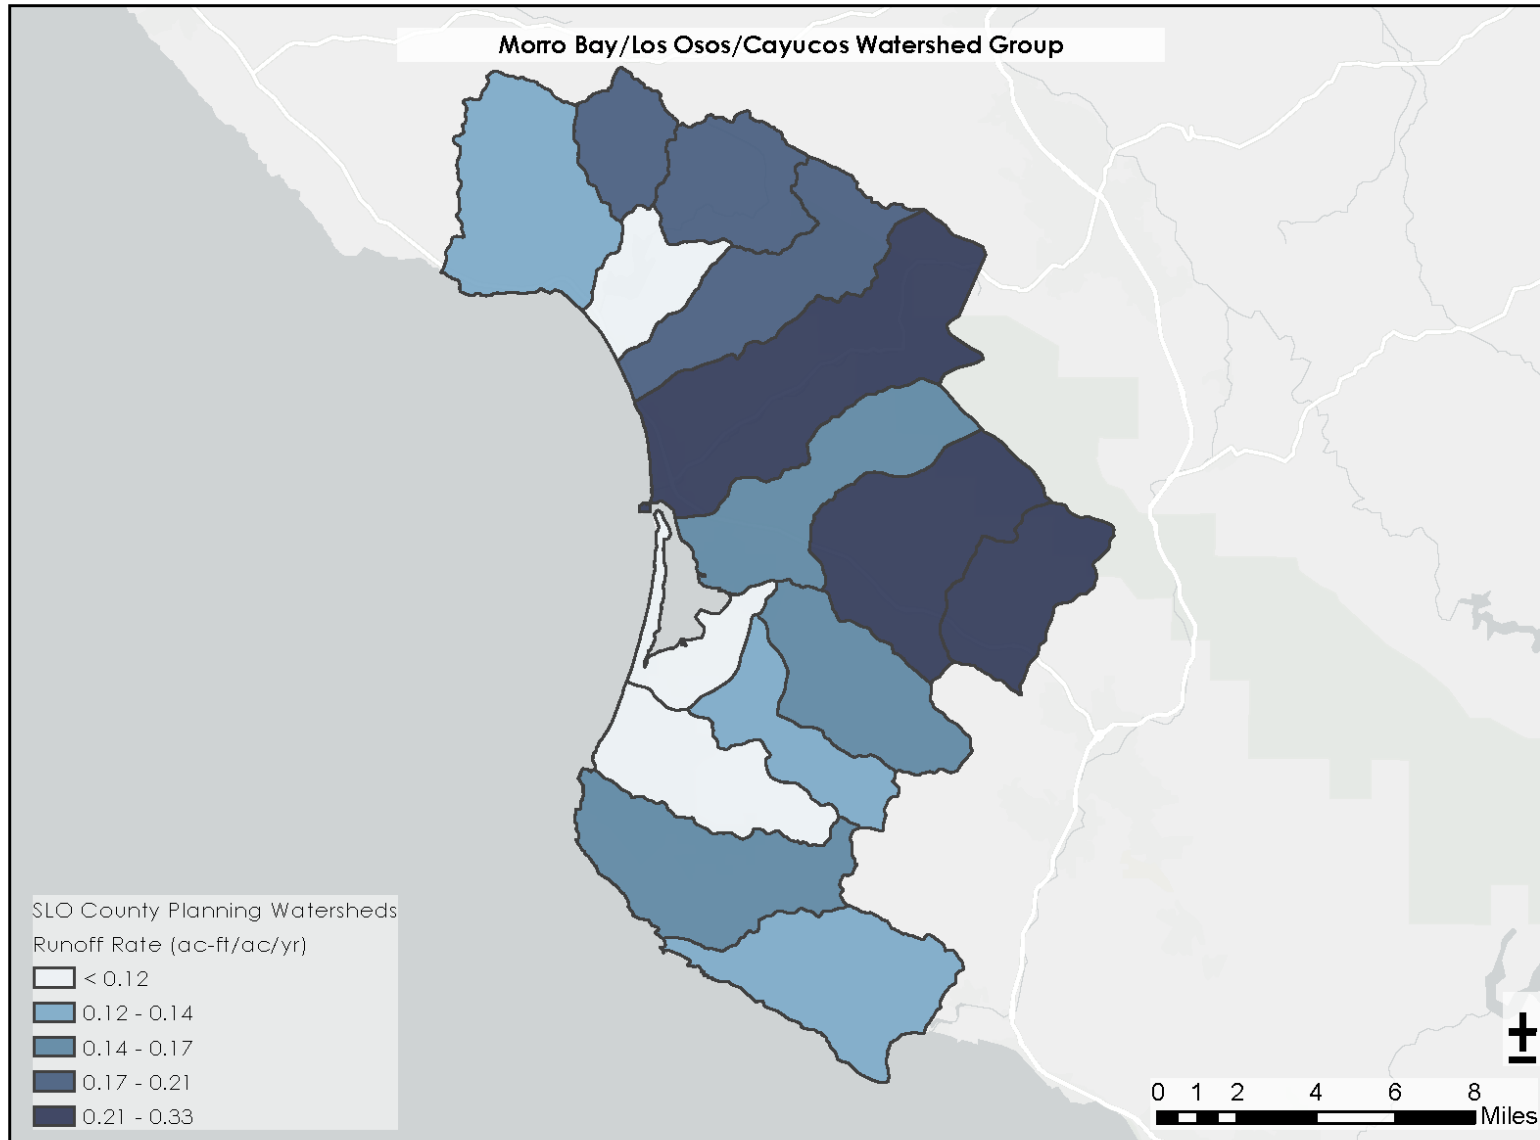 Morro Bay/Los Osos/Cayucos Watershed Group
SLO County Planning Watersheds
Runoff Rate (ac-ft/ac/yr)
< 0.12
0.12 - 0.14
0.14 - 0.17
0.17 - 0.21
0.21 - 0.33
0 1 2 4 6 8
Miles